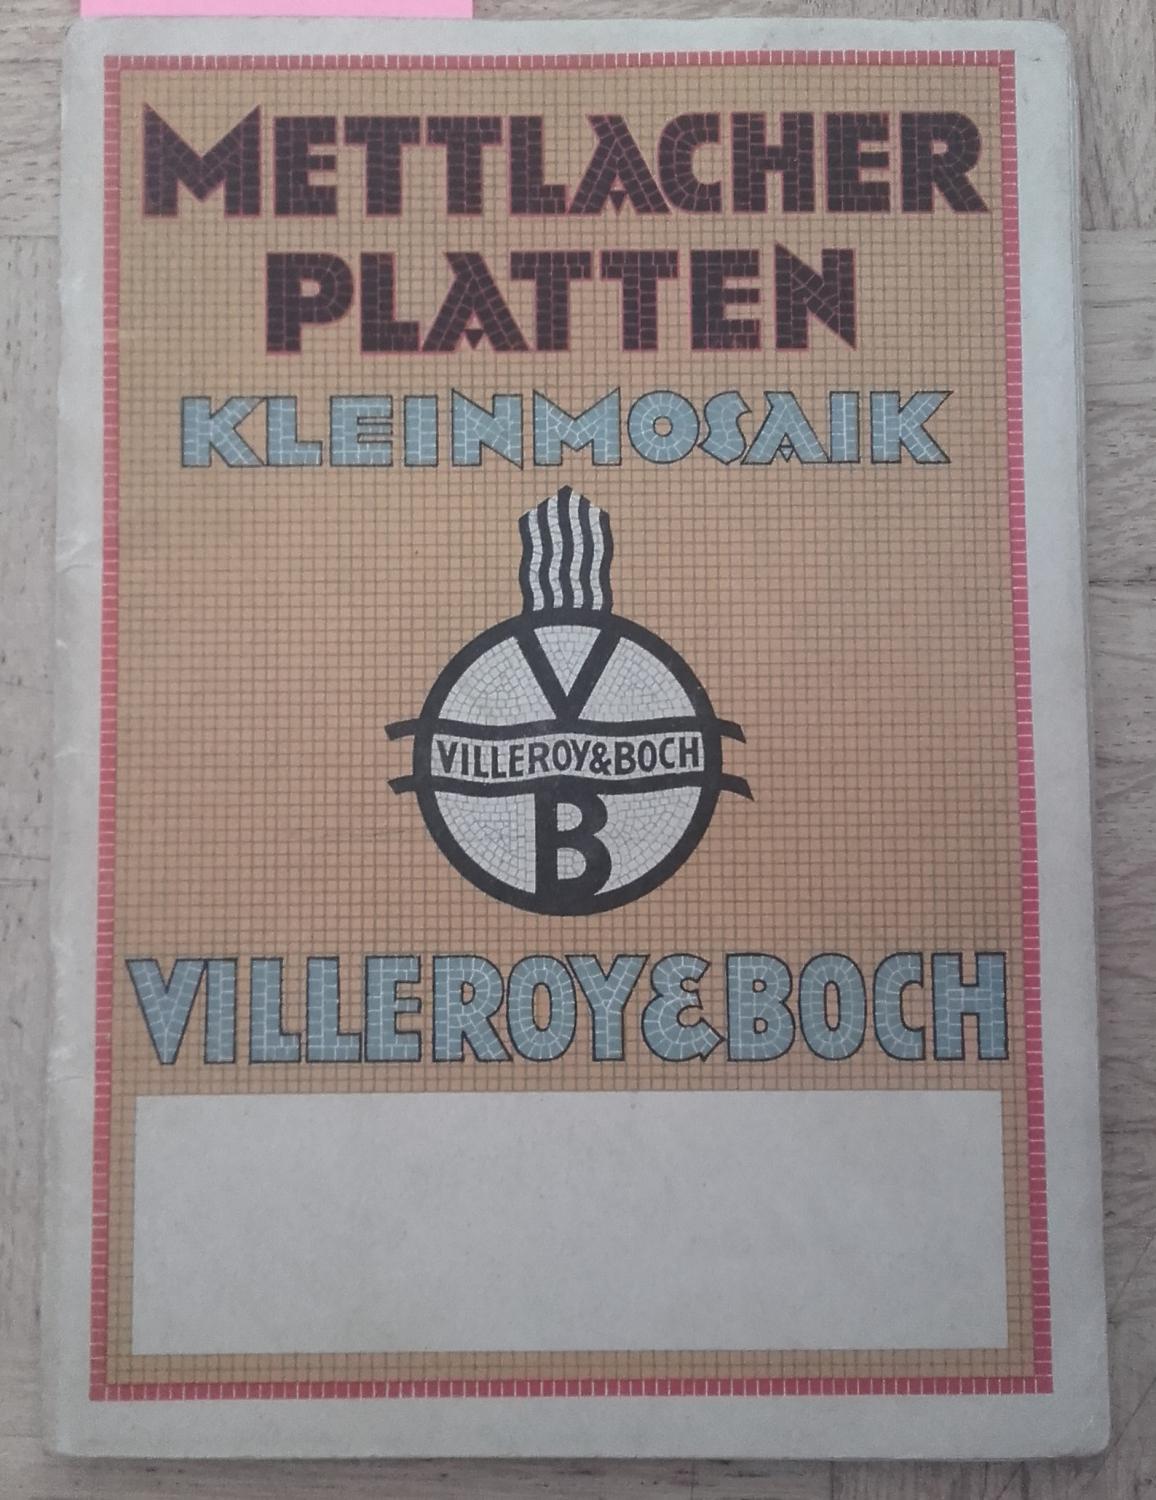 METTLACHER
PLATTEN
KLEINMOSAIK
V
VILLEROY&BOCH
B
VILLEROY&BOCH